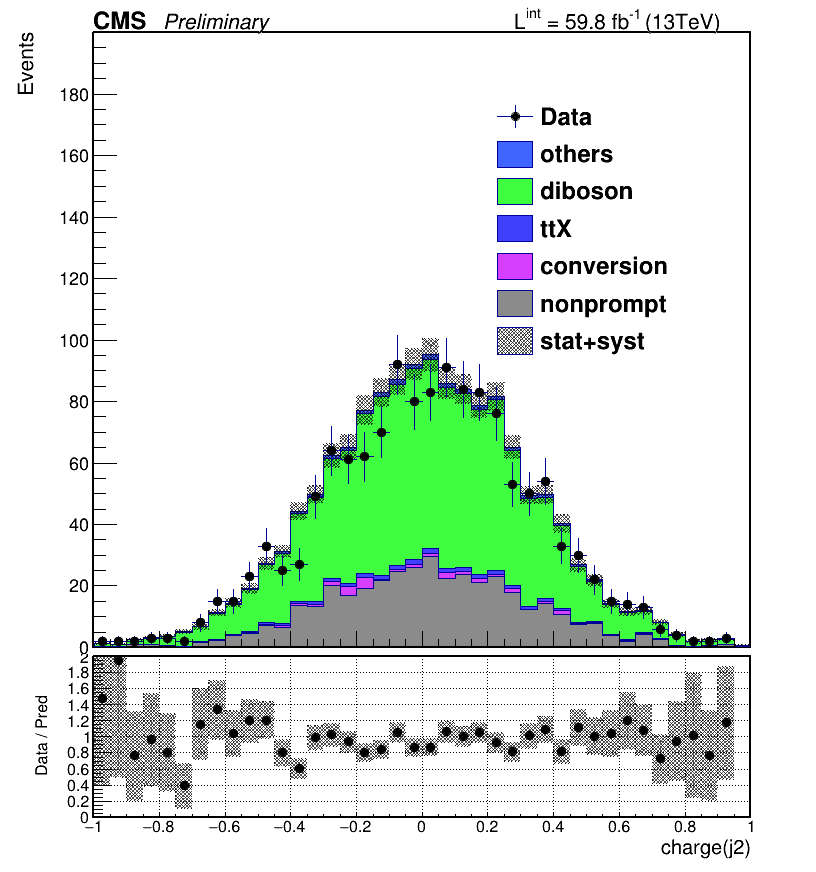 CMS Preliminary L^int = 59.8 fb^-1 (13TeV)
Events
180
160
140
120
100
80
60
40
20
0
Data
others
diboson
ttX
conversion
nonprompt
stat+syst
Data / Pred
2
1.8
1.6
1.4
1.2
1
0.8
0.6
0.4
0.2
0
−1 −0.8 −0.6 −0.4 −0.2 0 0.2 0.4 0.6 0.8 1
charge(j2)